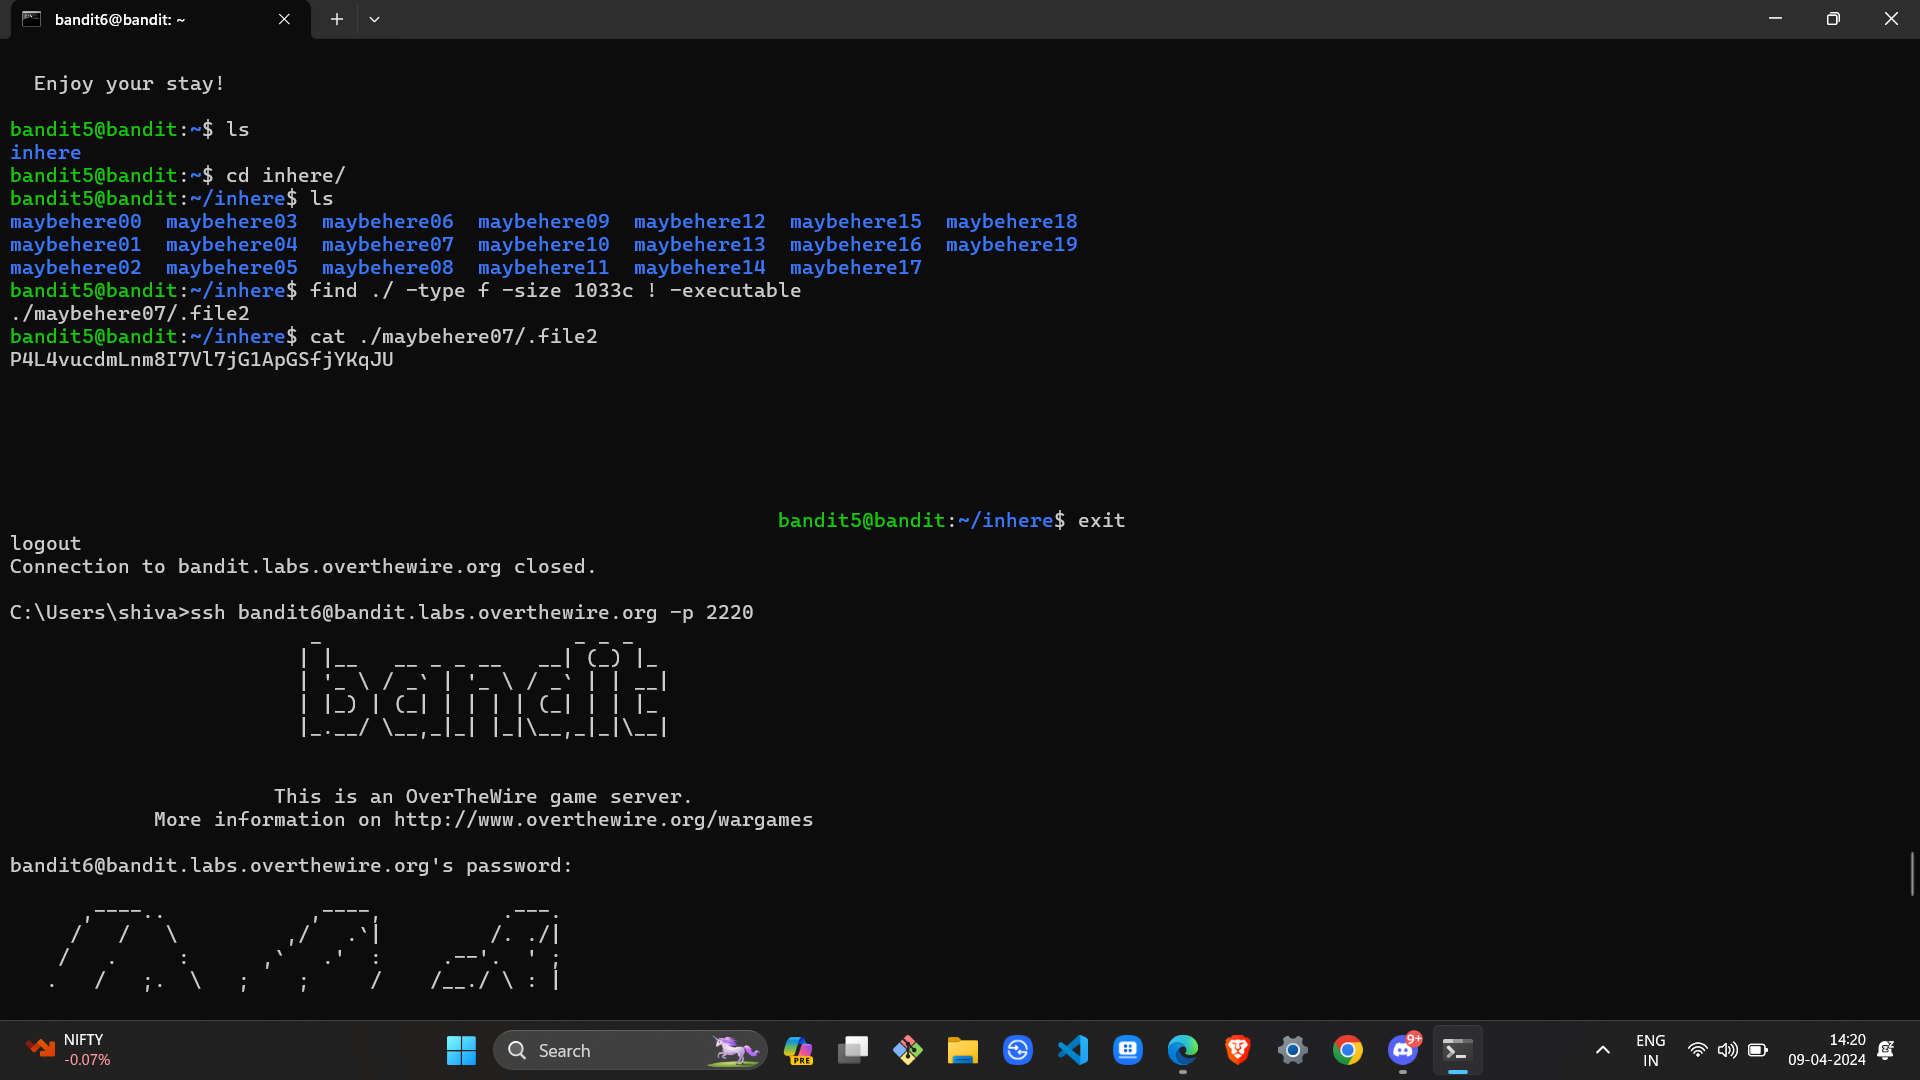 bandit6@bandit: ~
Enjoy your stay!
bandit5@bandit:~$ ls
inhere
bandit5@bandit:~$ cd inhere/
bandit5@bandit:~/inhere$ ls
maybehere00  maybehere03  maybehere06  maybehere09  maybehere12  maybehere15  maybehere18
maybehere01  maybehere04  maybehere07  maybehere10  maybehere13  maybehere16  maybehere19
maybehere02  maybehere05  maybehere08  maybehere11  maybehere14  maybehere17
bandit5@bandit:~/inhere$ find ./ -type f -size 1033c ! -executable
./maybehere07/.file2
bandit5@bandit:~/inhere$ cat ./maybehere07/.file2
P4L4vucdmLnm8I7Vl7jG1ApGSfjYKqJU
bandit5@bandit:~/inhere$ exit
logout
Connection to bandit.labs.overthewire.org closed.
C:\Users\shiva>ssh bandit6@bandit.labs.overthewire.org -p 2220
bandit
This is an OverTheWire game server.
More information on http://www.overthewire.org/wargames
bandit6@bandit.labs.overthewire.org's password:
NIFTY
-0.07%
Search
PRE
9+
ENG
IN
14:20
09-04-2024